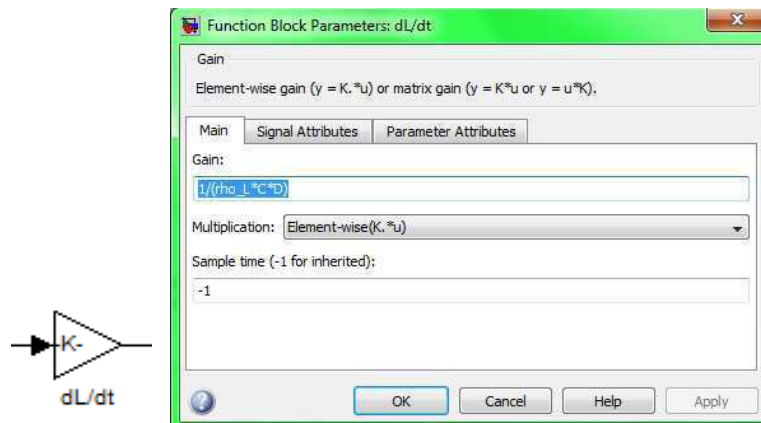 Function Block Parameters: dL/dt
Gain
Element-wise gain (y = K.*u) or matrix gain (y = K*u or y = u*K).
Main Signal Attributes Parameter Attributes
Gain:
1/(rho_L*C*D)
Multiplication: Element-wise(K.*u)
Sample time (-1 for inherited):
-1
K-
dL/dt
OK Cancel Help Apply